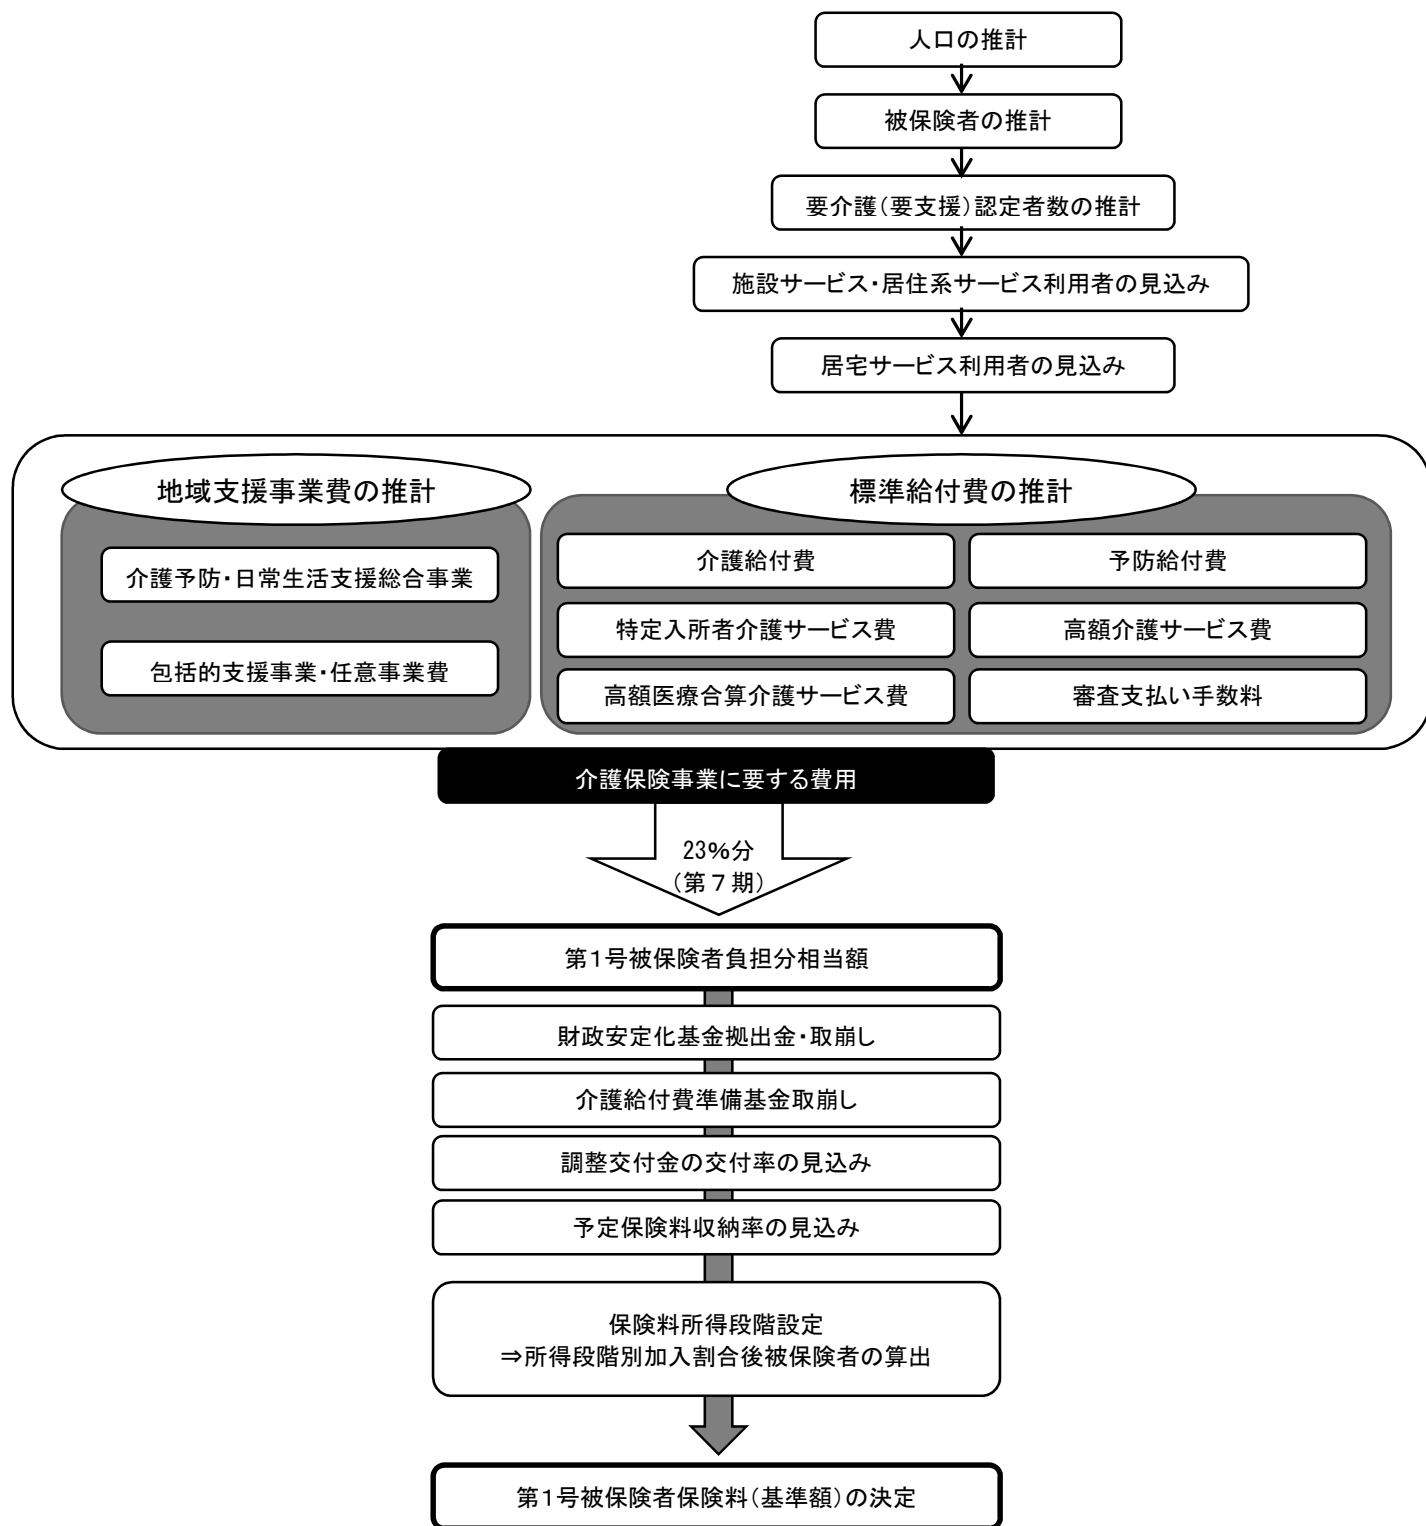 人口の推計
被保険者の推計
要介護（要支援）認定者数の推計
施設サービス・居住系サービス利用者の見込み
居宅サービス利用者の見込み
地域支援事業費の推計
介護予防・日常生活支援総合事業
包括的支援事業・任意事業費
標準給付費の推計
介護給付費
予防給付費
特定入所者介護サービス費
高額介護サービス費
高額医療合算介護サービス費
審査支払い手数料
介護保険事業に要する費用
23%分
（第７期）
第１号被保険者負担分相当額
財政安定化基金拠出金・取崩し
介護給付費準備基金取崩し
調整交付金の交付率の見込み
予定保険料収納率の見込み
保険料所得段階設定
⇒所得段階別加入割合後被保険者の算出
第１号被保険者保険料（基準額）の決定